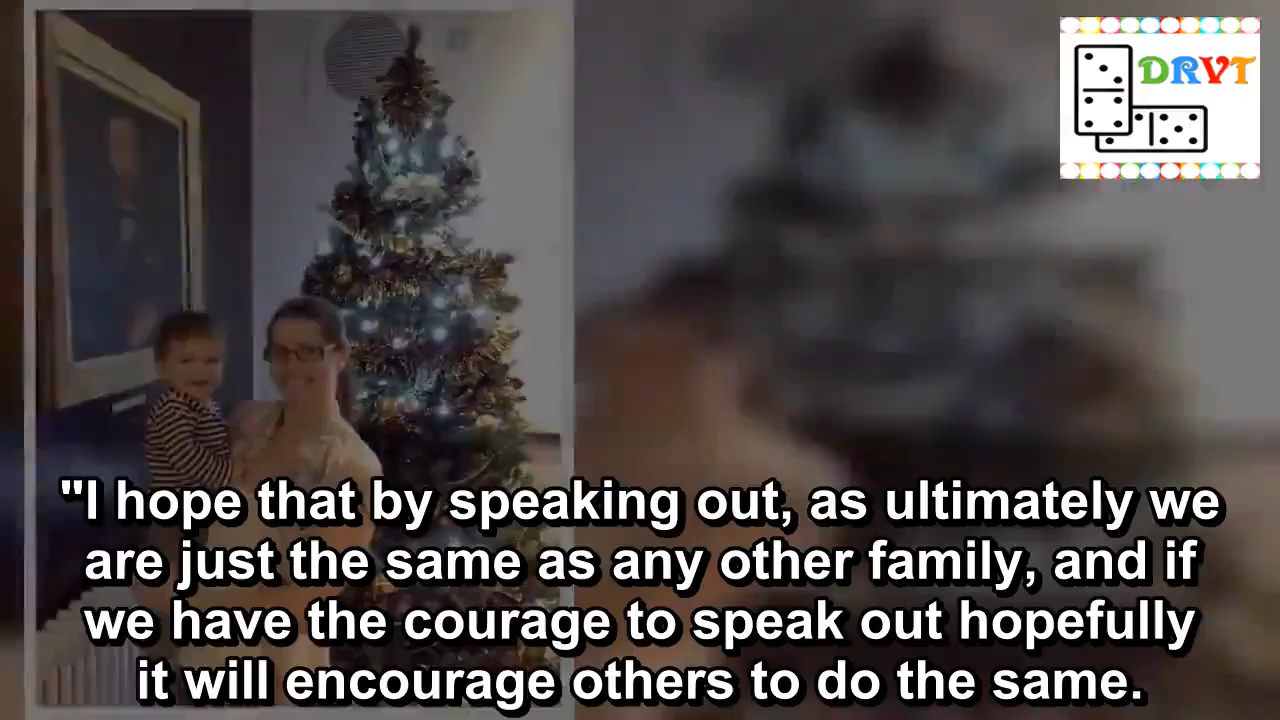 DRVT
"I hope that by speaking out, as ultimately we
are just the same as any other family, and if
we have the courage to speak out hopefully
it will encourage others to do the same.